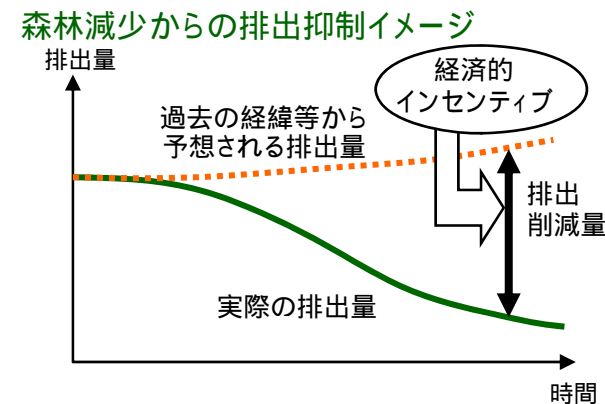 森林減少からの排出抑制イメージ
排出量
経済的
インセンティブ
過去の経緯等から
予想される排出量
排出
削減量
実際の排出量
時間